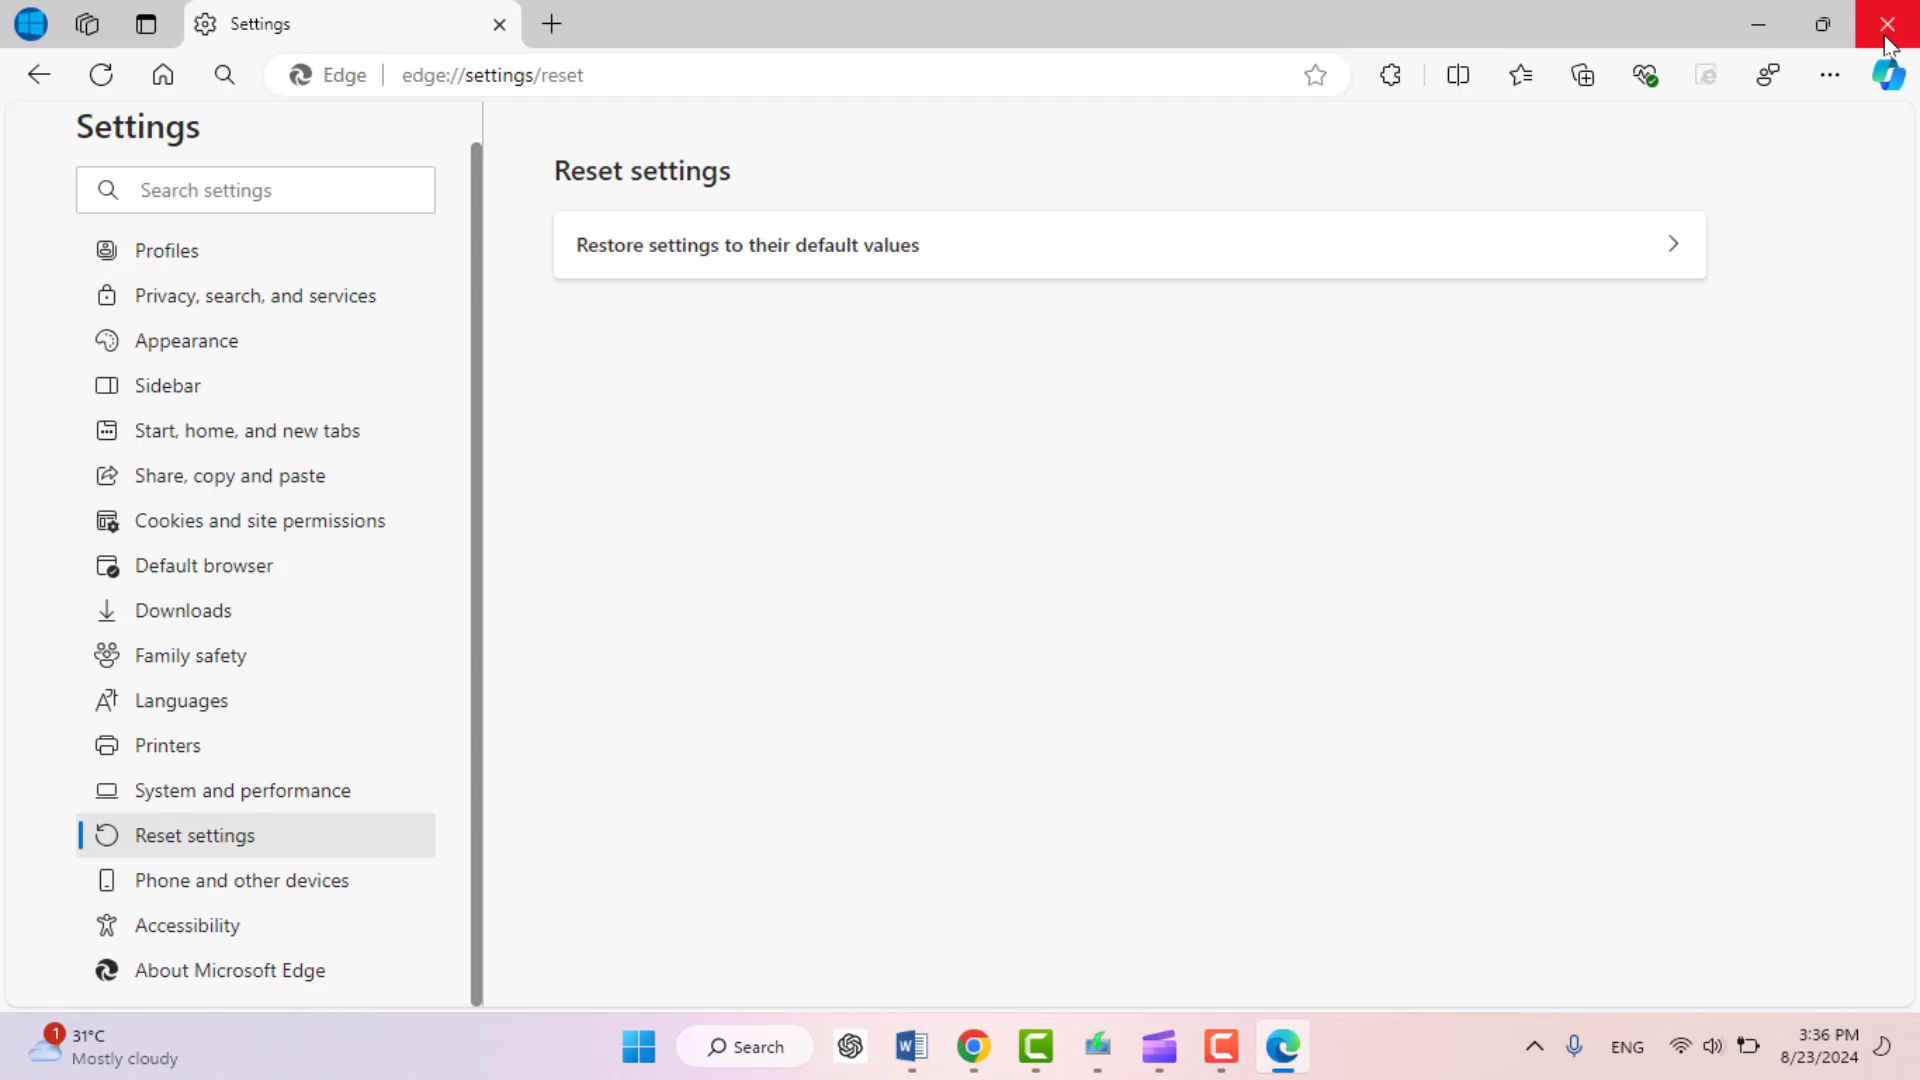 Settings
Edge
edge://settings/reset
Settings
Search settings
Profiles
Privacy, search, and services
Appearance
Sidebar
Start, home, and new tabs
Share, copy and paste
Cookies and site permissions
Default browser
Downloads
Family safety
Languages
Printers
System and performance
Reset settings
Phone and other devices
Accessibility
About Microsoft Edge
Reset settings
Restore settings to their default values
1
31°C
Mostly cloudy
Search
ENG
3:36 PM
8/23/2024